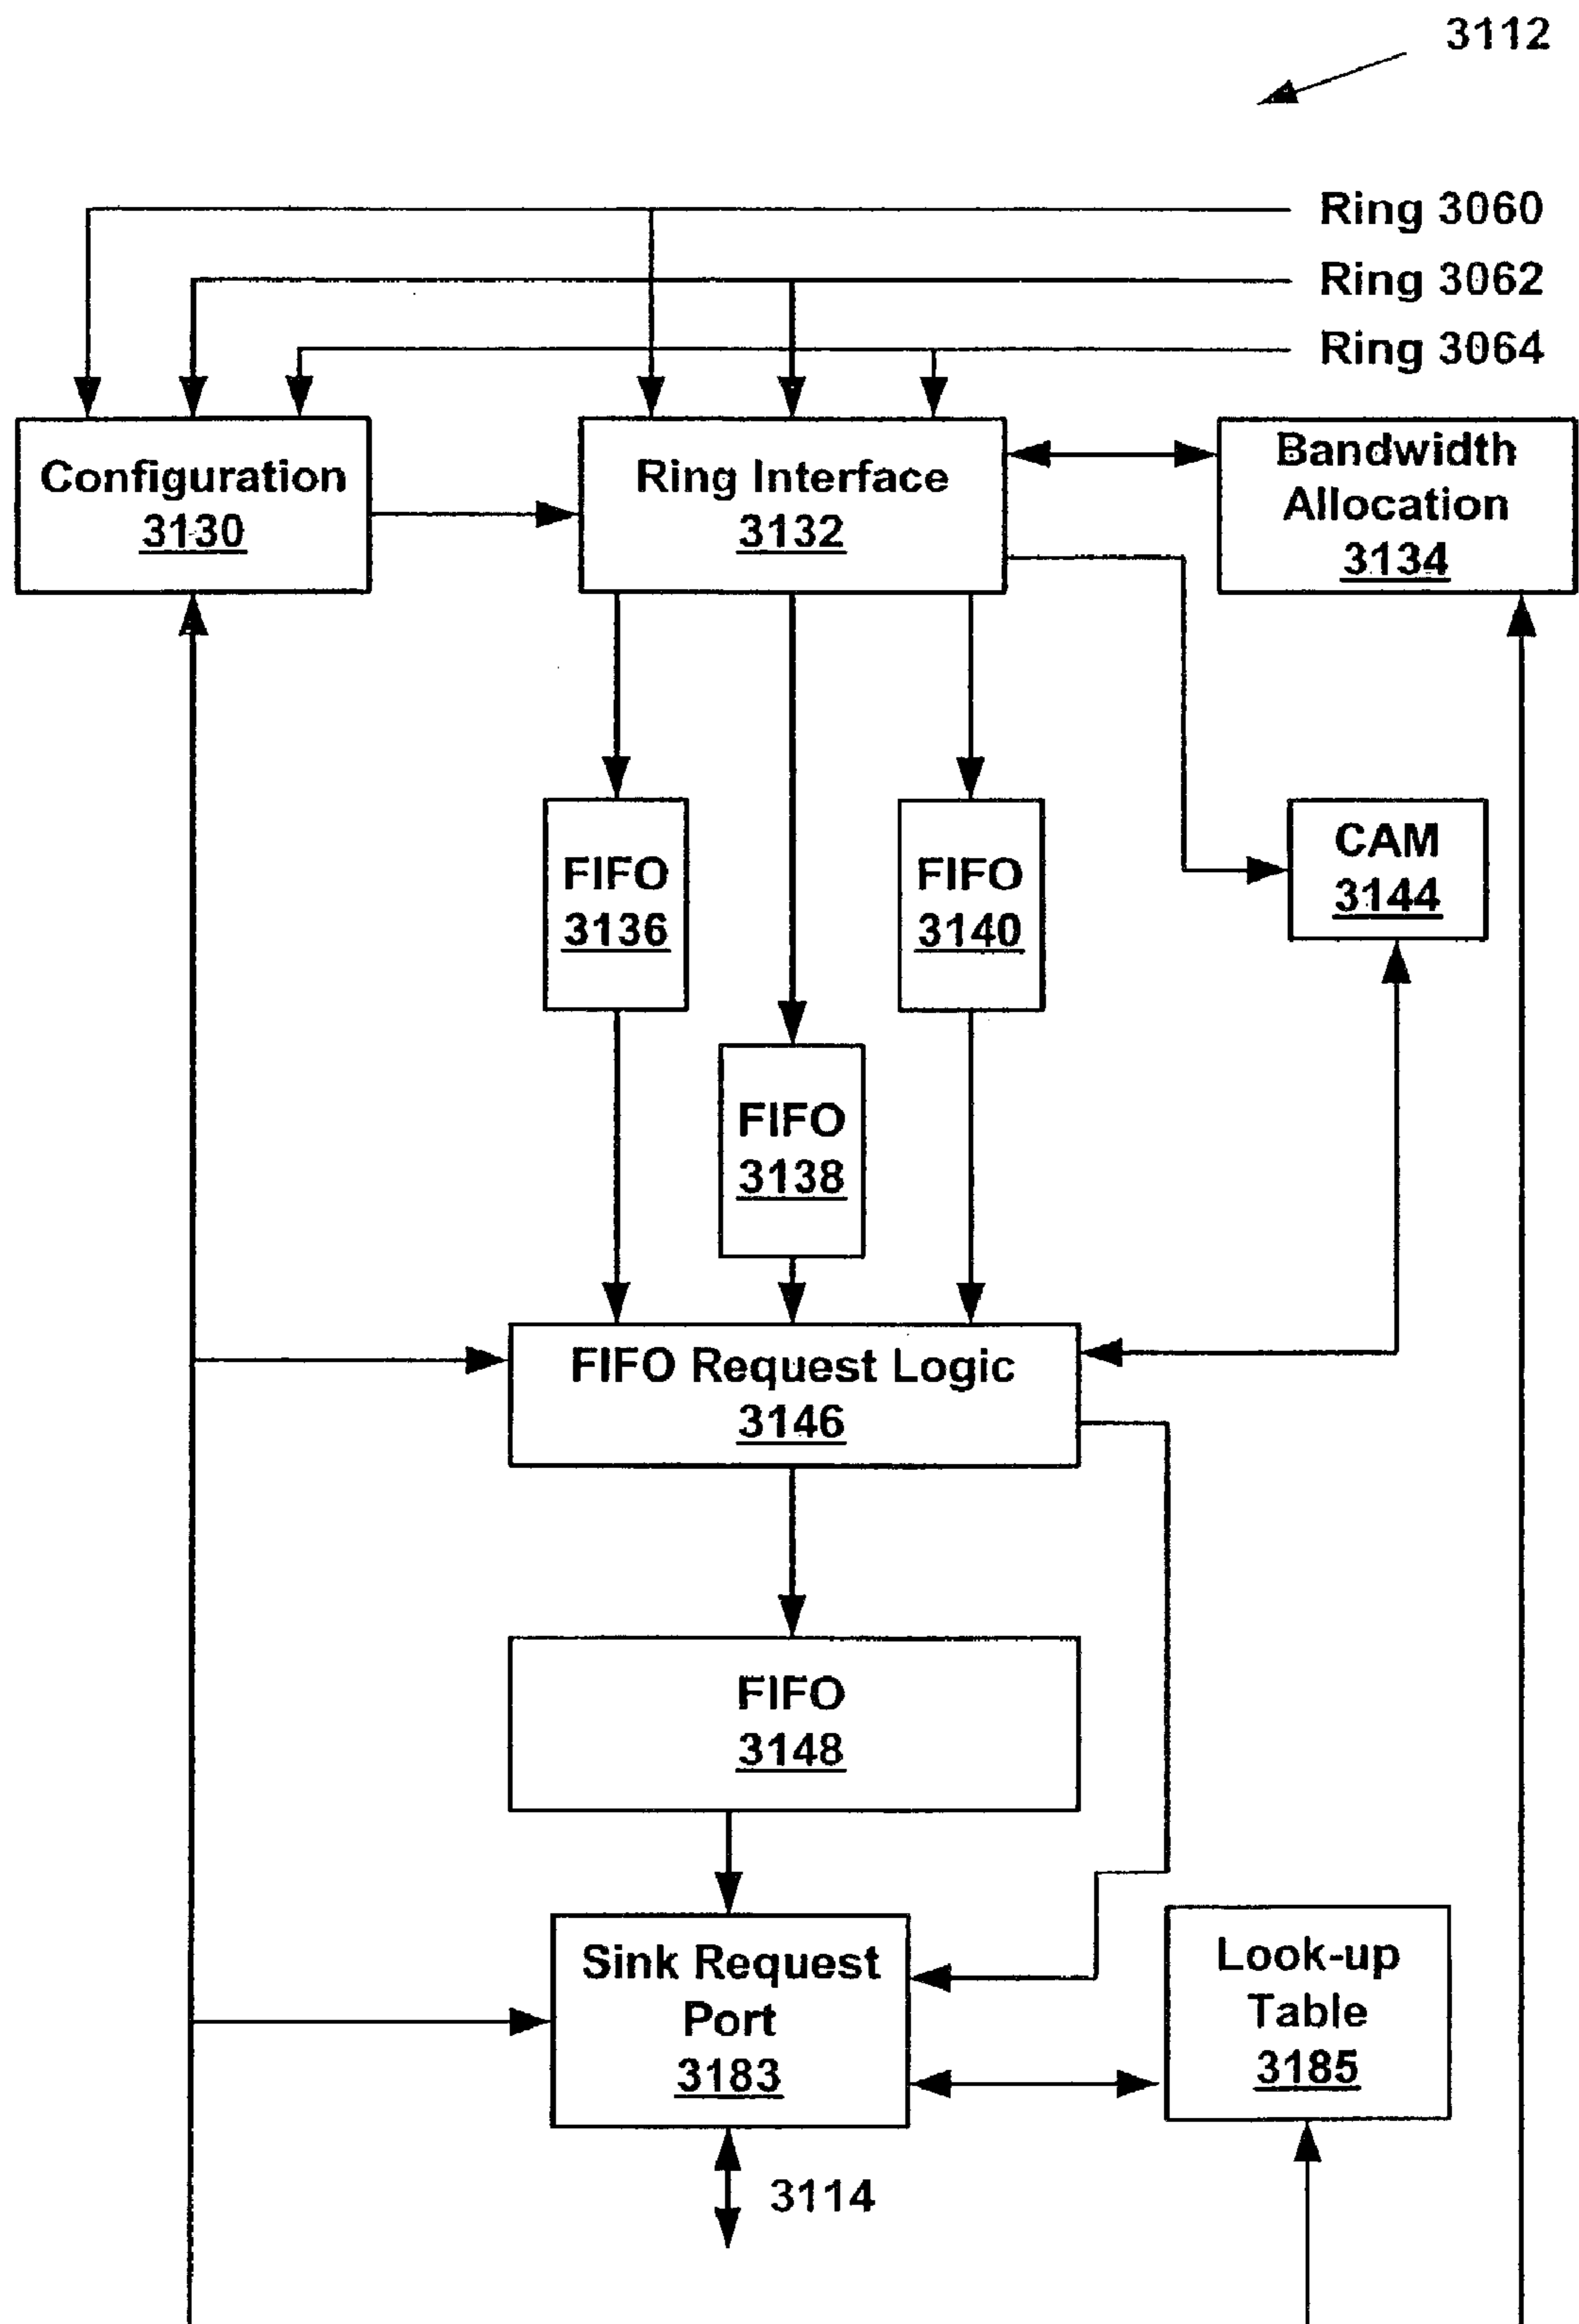 3112
Ring 3060
Ring 3062
Ring 3064
Configuration
3130
Ring Interface
3132
Bandwidth
Allocation
3134
FIFO
3136
FIFO
3140
CAM
3144
FIFO
3138
FIFO Request Logic
3146
FIFO
3148
Sink Request
Port
3183
Look-up
Table
3185
3114